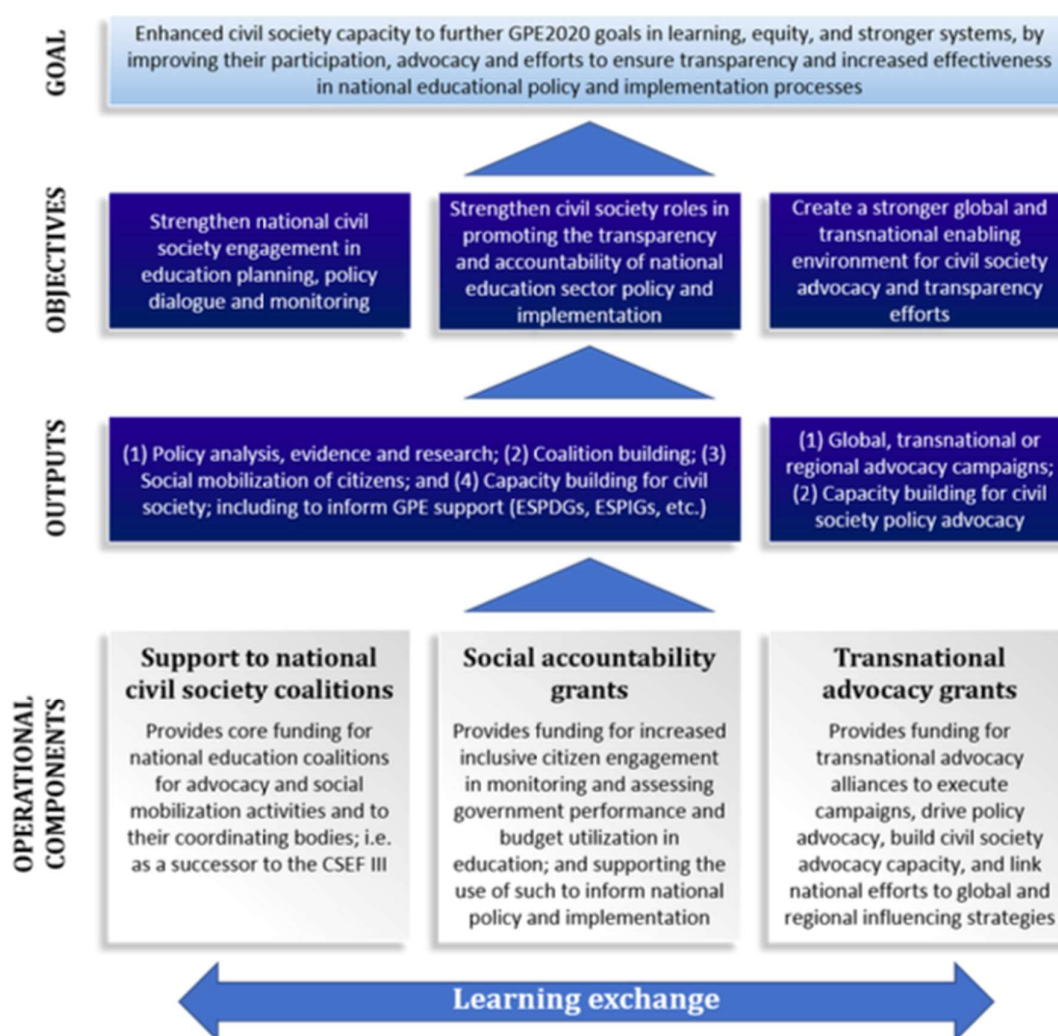 GOAL
Enhanced civil society capacity to further GPE2020 goals in learning, equity, and stronger systems, by
improving their participation, advocacy and efforts to ensure transparency and increased effectiveness
in national educational policy and implementation processes
OBJECTIVES
Strengthen national civil
society engagement in
education planning, policy
dialogue and monitoring
Strengthen civil society roles in
promoting the transparency
and accountability of national
education sector policy and
implementation
Create a stronger global and
transnational enabling
environment for civil society
advocacy and transparency
efforts
OUTPUTS
(1) Policy analysis, evidence and research; (2) Coalition building; (3)
Social mobilization of citizens; and (4) Capacity building for civil
society; including to inform GPE support (ESPDGs, ESPIGs, etc.)
(1) Global, transnational or
regional advocacy campaigns;
(2) Capacity building for civil
society policy advocacy
OPERATIONAL
COMPONENTS
Support to national
civil society coalitions
Provides core funding for
national education coalitions
for advocacy and social
mobilization activities and to
their coordinating bodies; i.e.
as a successor to the CSEF III
Social accountability
grants
Provides funding for increased
inclusive citizen engagement
in monitoring and assessing
government performance and
budget utilization in
education; and supporting the
use of such to inform national
policy and implementation
Transnational
advocacy grants
Provides funding for
transnational advocacy
alliances to execute
campaigns, drive policy
advocacy, build civil society
advocacy capacity, and link
national efforts to global and
regional influencing strategies
Learning exchange